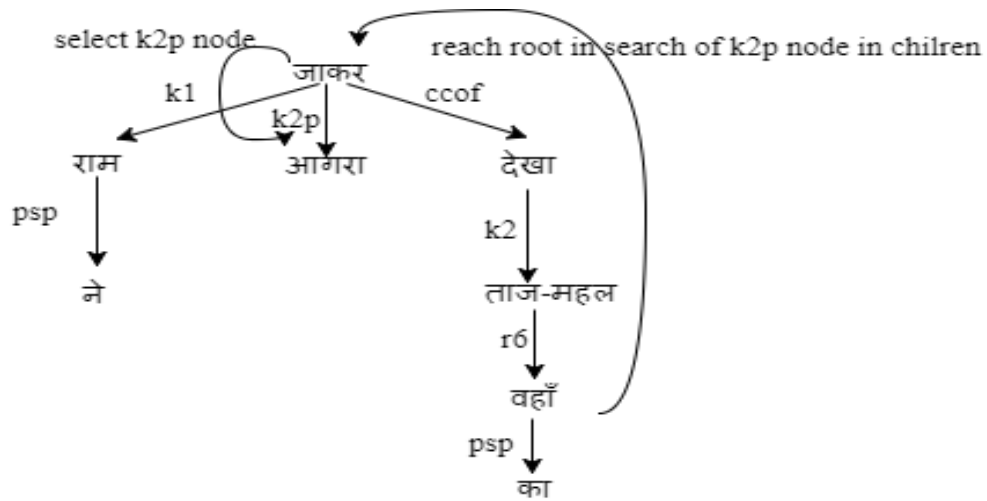 select k2p node
reach root in search of k2p node in chilren
जाकर
k1
k2p
ccof
राम
आगरा
देखा
psp
k2
ने
ताज-महल
r6
वहाँ
psp
का